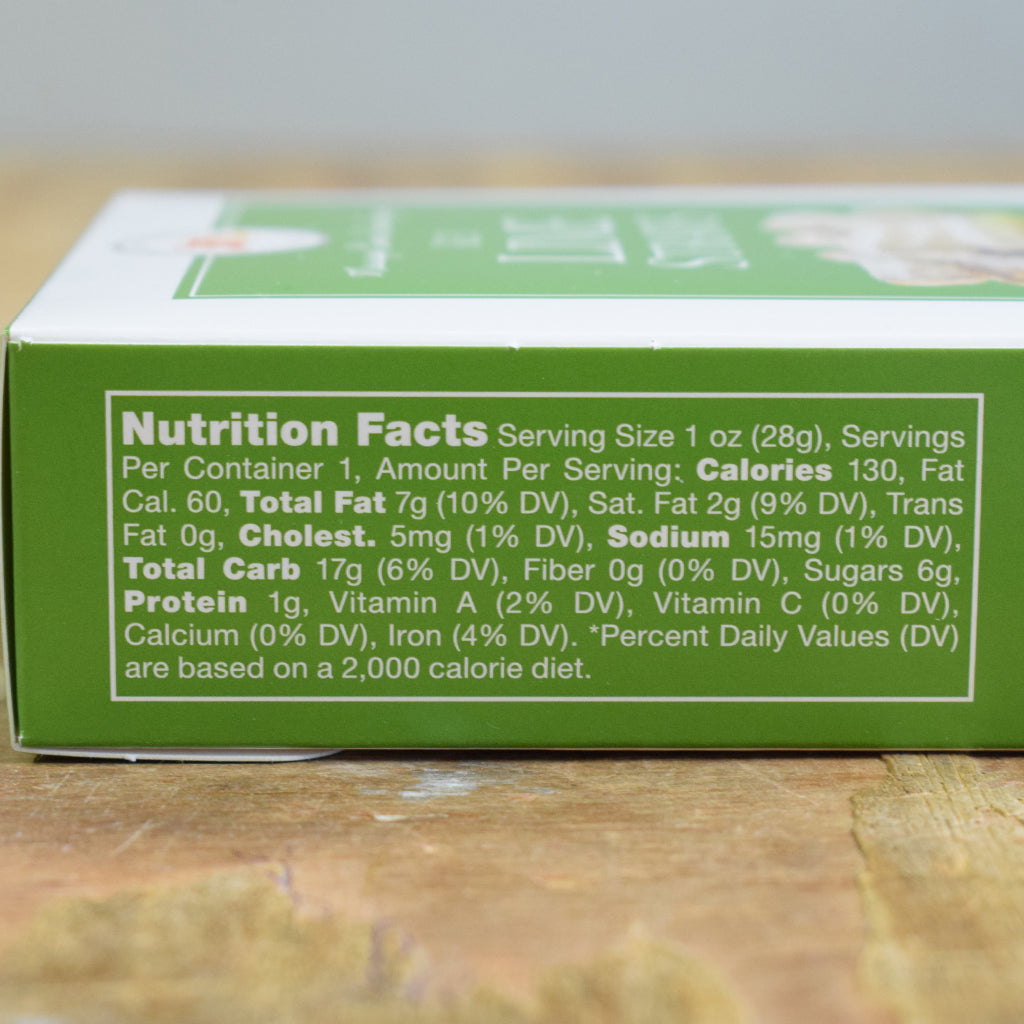 Nutrition Facts Serving Size 1 oz (28g), Servings
Per Container 1, Amount Per Serving: Calories 130, Fat
Cal. 60, Total Fat 7g (10% DV), Sat. Fat 2g (9% DV), Trans
Fat 0g, Cholest. 5mg (1% DV), Sodium 15mg (1% DV),
Total Carb 17g (6% DV), Fiber 0g (0% DV), Sugars 6g,
Protein 1g, Vitamin A (2% DV), Vitamin C (0% DV),
Calcium (0% DV), Iron (4% DV). *Percent Daily Values (DV)
are based on a 2,000 calorie diet.